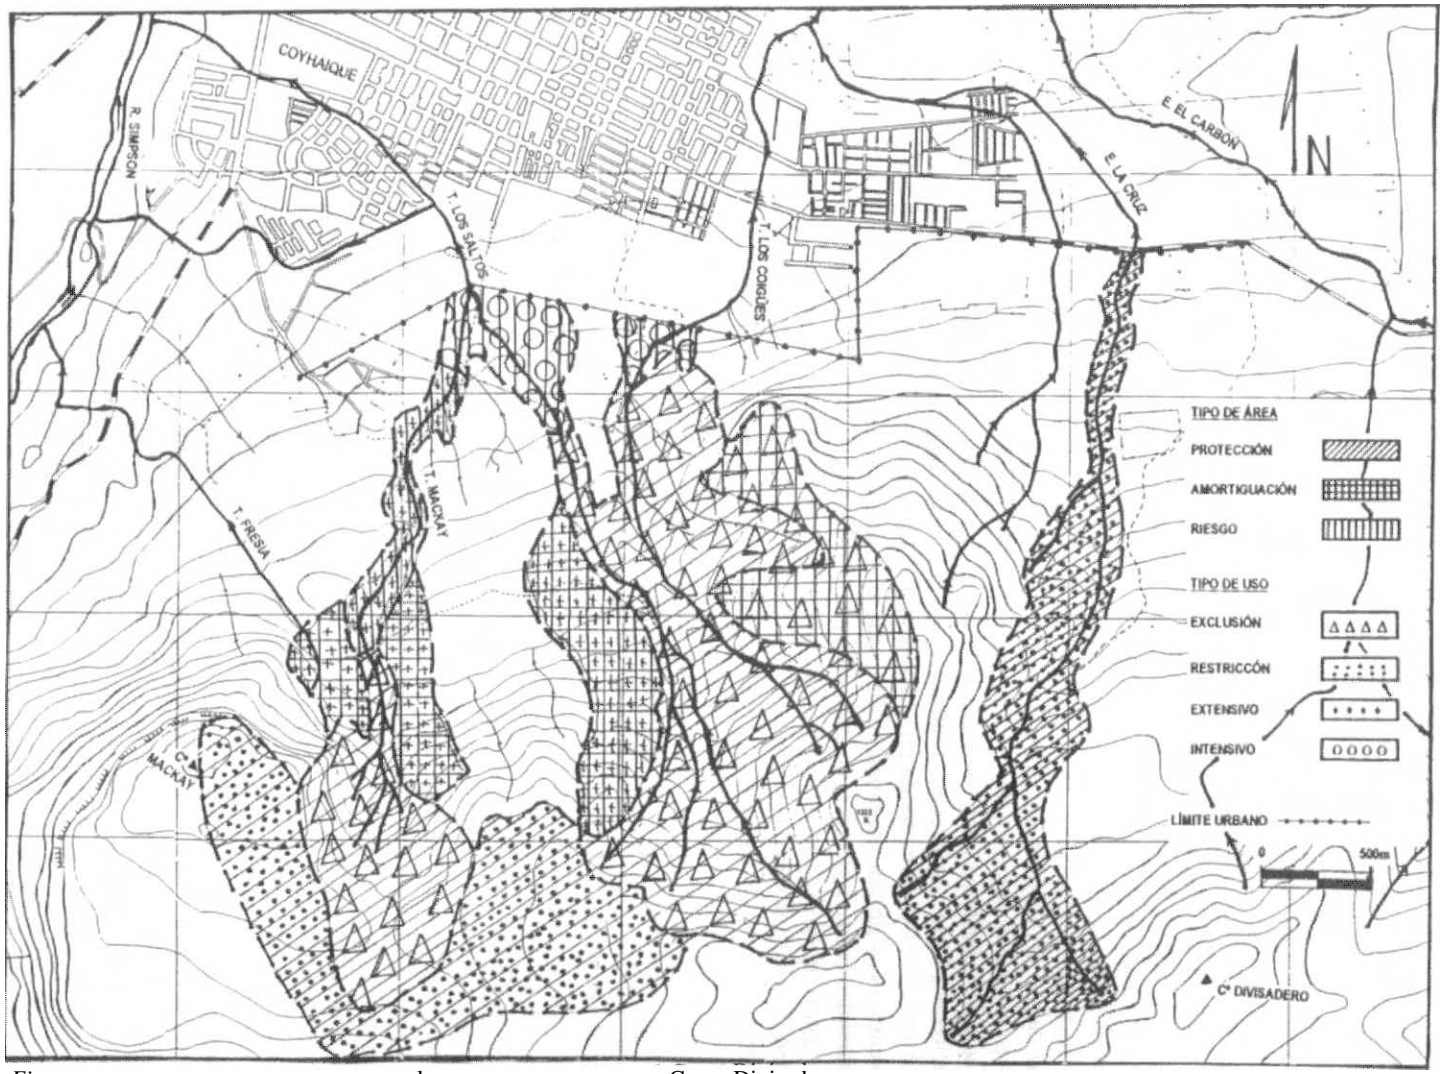 COYHAIQUE
R. SIMPSON
E. EL CARBÓN
N
E. LA CRUZ
T. LOS SALTOS
T. LOS COIGÜES
TIPO DE ÁREA
PROTECCIÓN
AMORTIGUACIÓN
RIESGO
T. MACKAY
T. FRESIA
TIPO DE USO
EXCLUSIÓN
RESTRICCÓN
EXTENSIVO
INTENSIVO
Cº MACKAY
LÍMITE URBANO
0 500m
Cº DIVISADERO